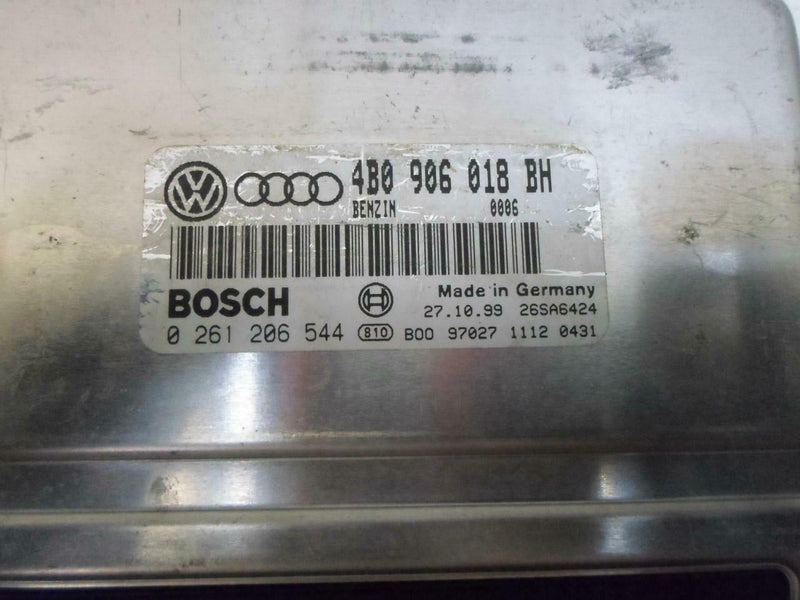 4B0 906 018 BH
BENZIN 0006
BOSCH Made in Germany
27.10.99 26SA6424
0 261 206 544 810 B00 97027 1112 0431